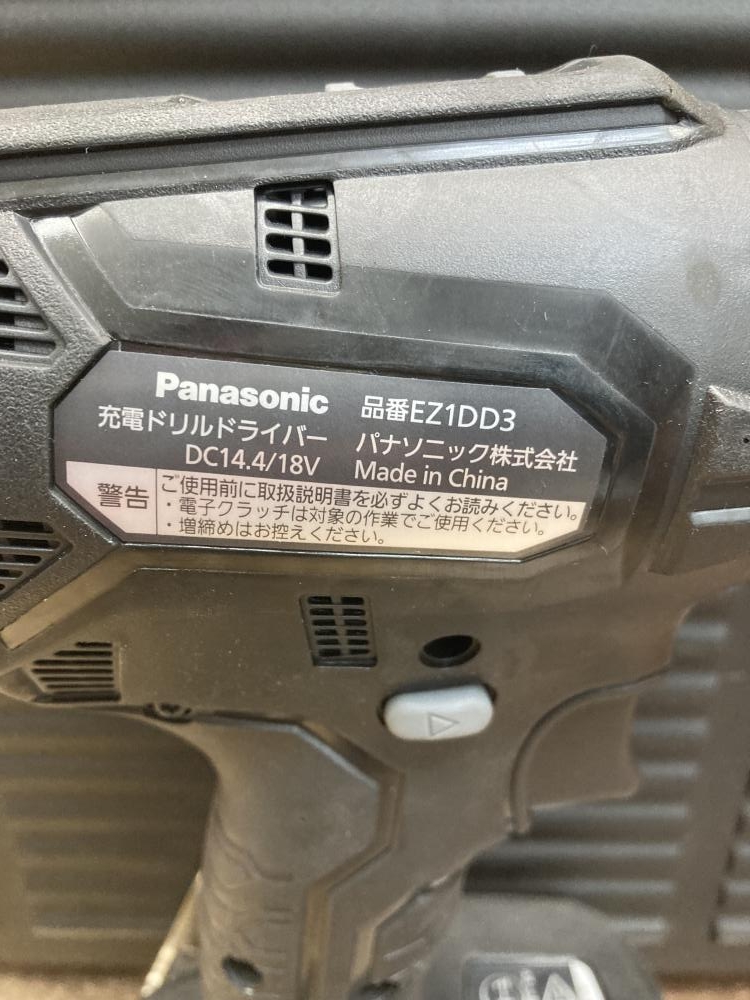 Panasonic 品番EZ1DD3
充電ドリルドライバー パナソニック株式会社
DC14.4/18V Made in China
警告
ご使用前に取扱説明書を必ずよくお読みください。
・電子クラッチは対象の作業でご使用ください。
・増締めはお控えください。